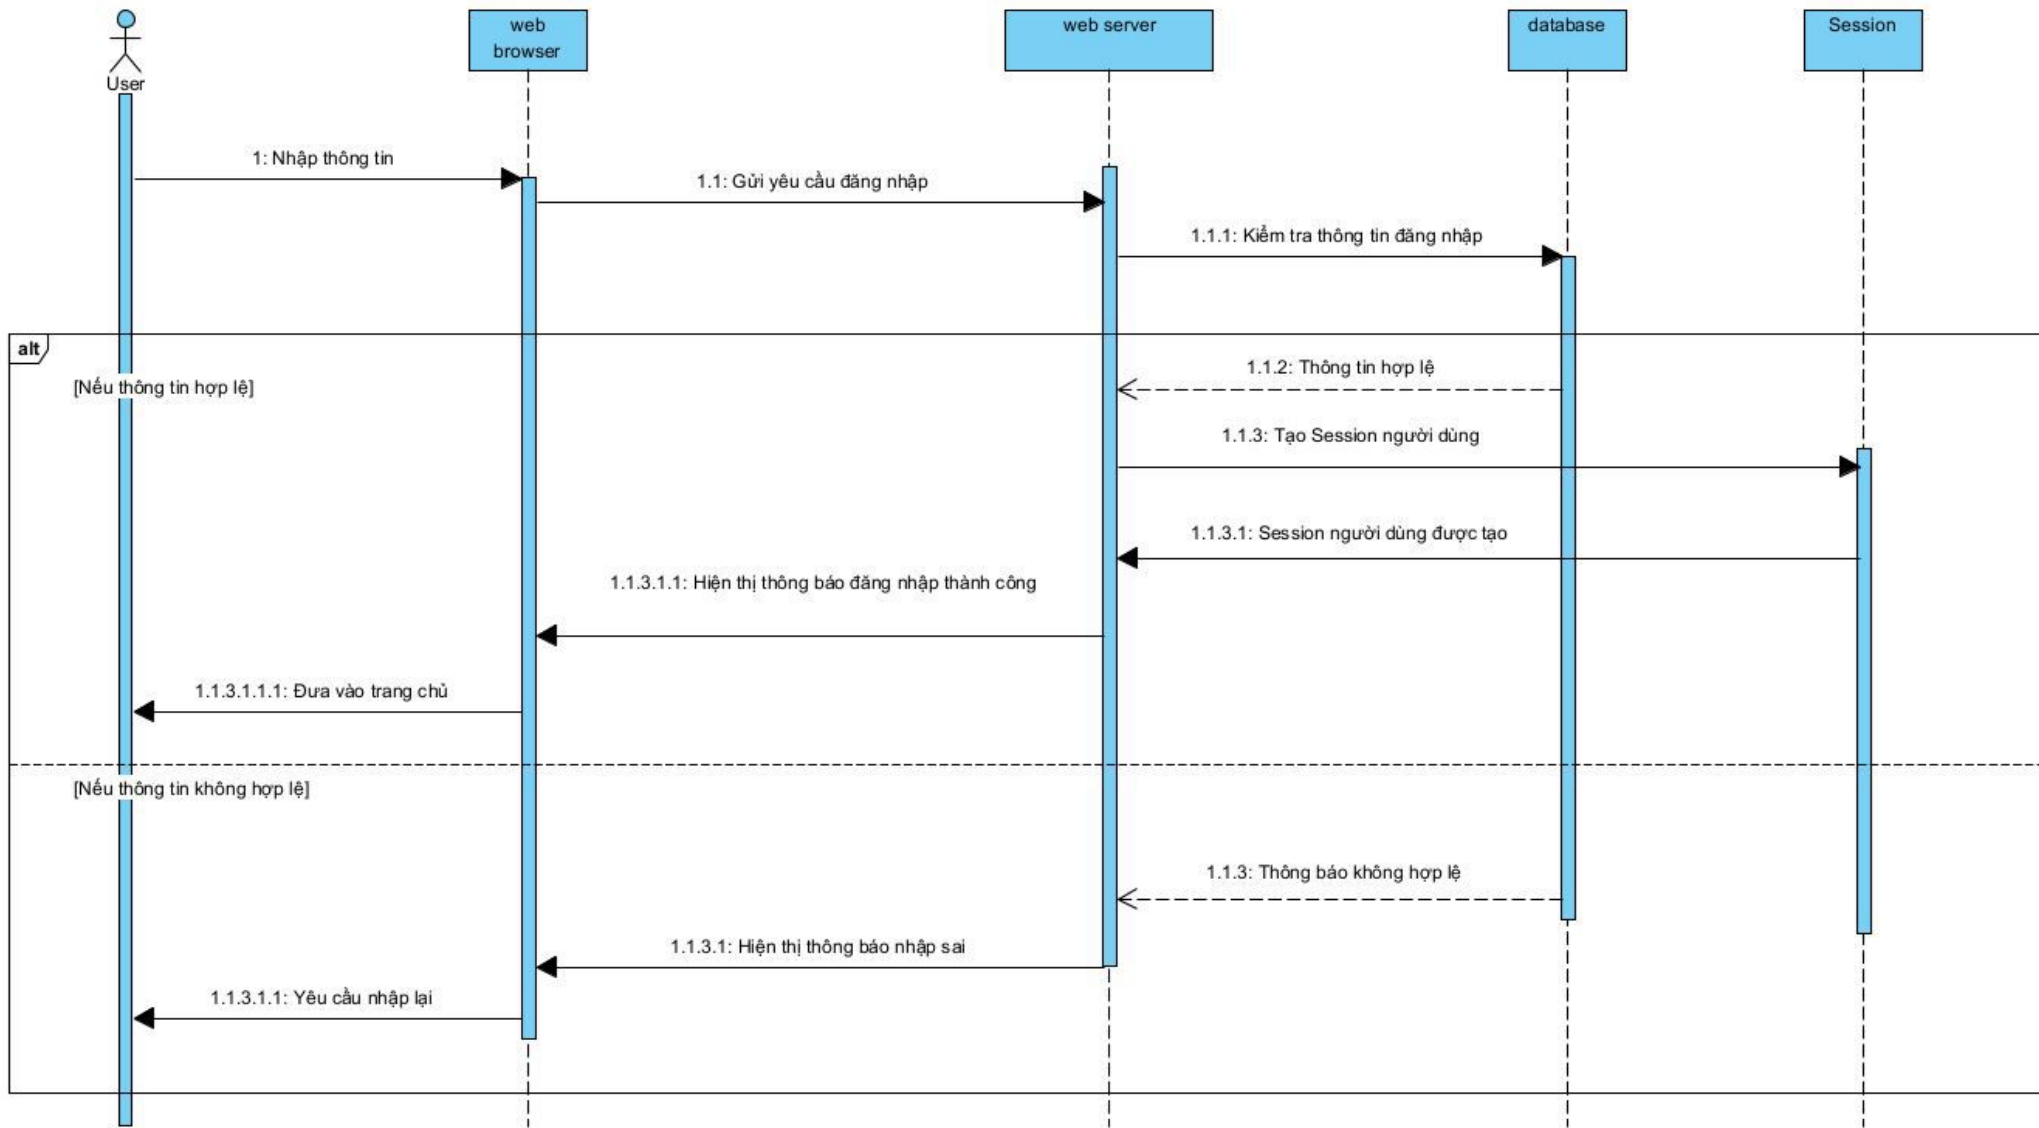 User
web
browser
web server
database
Session
1: Nhập thông tin
1.1: Gửi yêu cầu đăng nhập
1.1.1: Kiểm tra thông tin đăng nhập
alt
[Nếu thông tin hợp lệ]
1.1.2: Thông tin hợp lệ
1.1.3: Tạo Session người dùng
1.1.3.1: Session người dùng được tạo
1.1.3.1.1: Hiện thị thông báo đăng nhập thành công
1.1.3.1.1.1: Đưa vào trang chủ
[Nếu thông tin không hợp lệ]
1.1.3: Thông báo không hợp lệ
1.1.3.1: Hiện thị thông báo nhập sai
1.1.3.1.1: Yêu cầu nhập lại